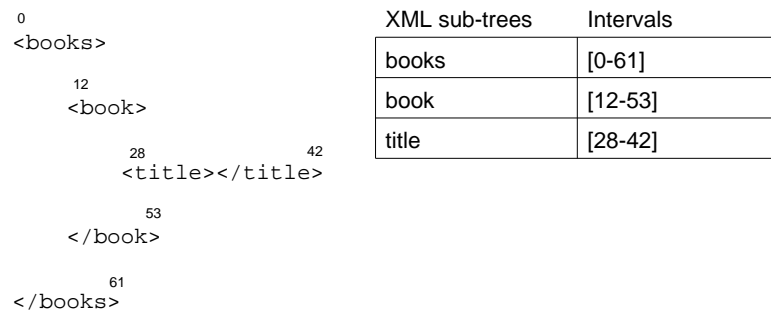 0
<books>
12
<book>
28 42
<title></title>
53
</book>
61
</books>
XML sub-trees Intervals
books [0-61]
book [12-53]
title [28-42]